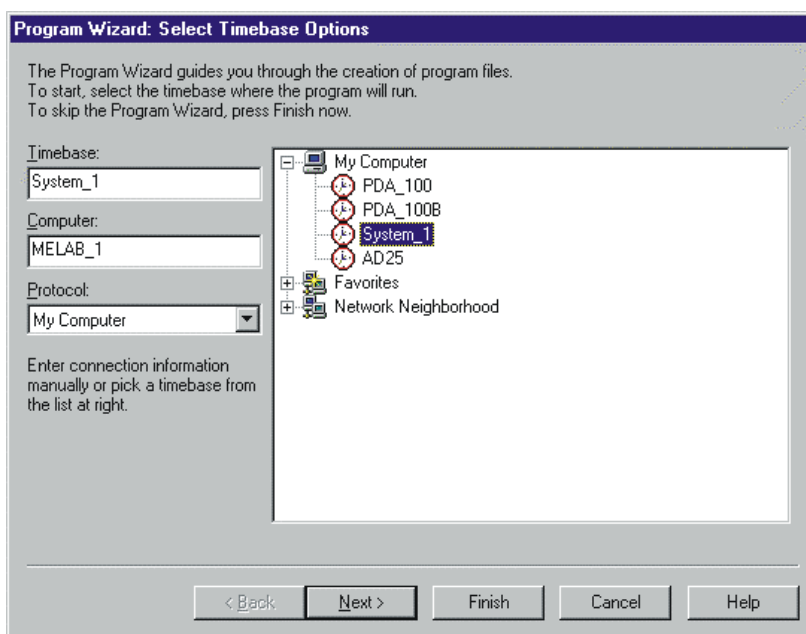 Program Wizard: Select Timebase Options
The Program Wizard guides you through the creation of program files.
To start, select the timebase where the program will run.
To skip the Program Wizard, press Finish now.
Timebase:
System_1
Computer:
MELAB_1
Protocol:
My Computer
Enter connection information
manually or pick a timebase from
the list at right.
My Computer
PDA_100
PDA_100B
System_1
AD25
Favorites
Network Neighborhood
< Back
Next >
Finish
Cancel
Help